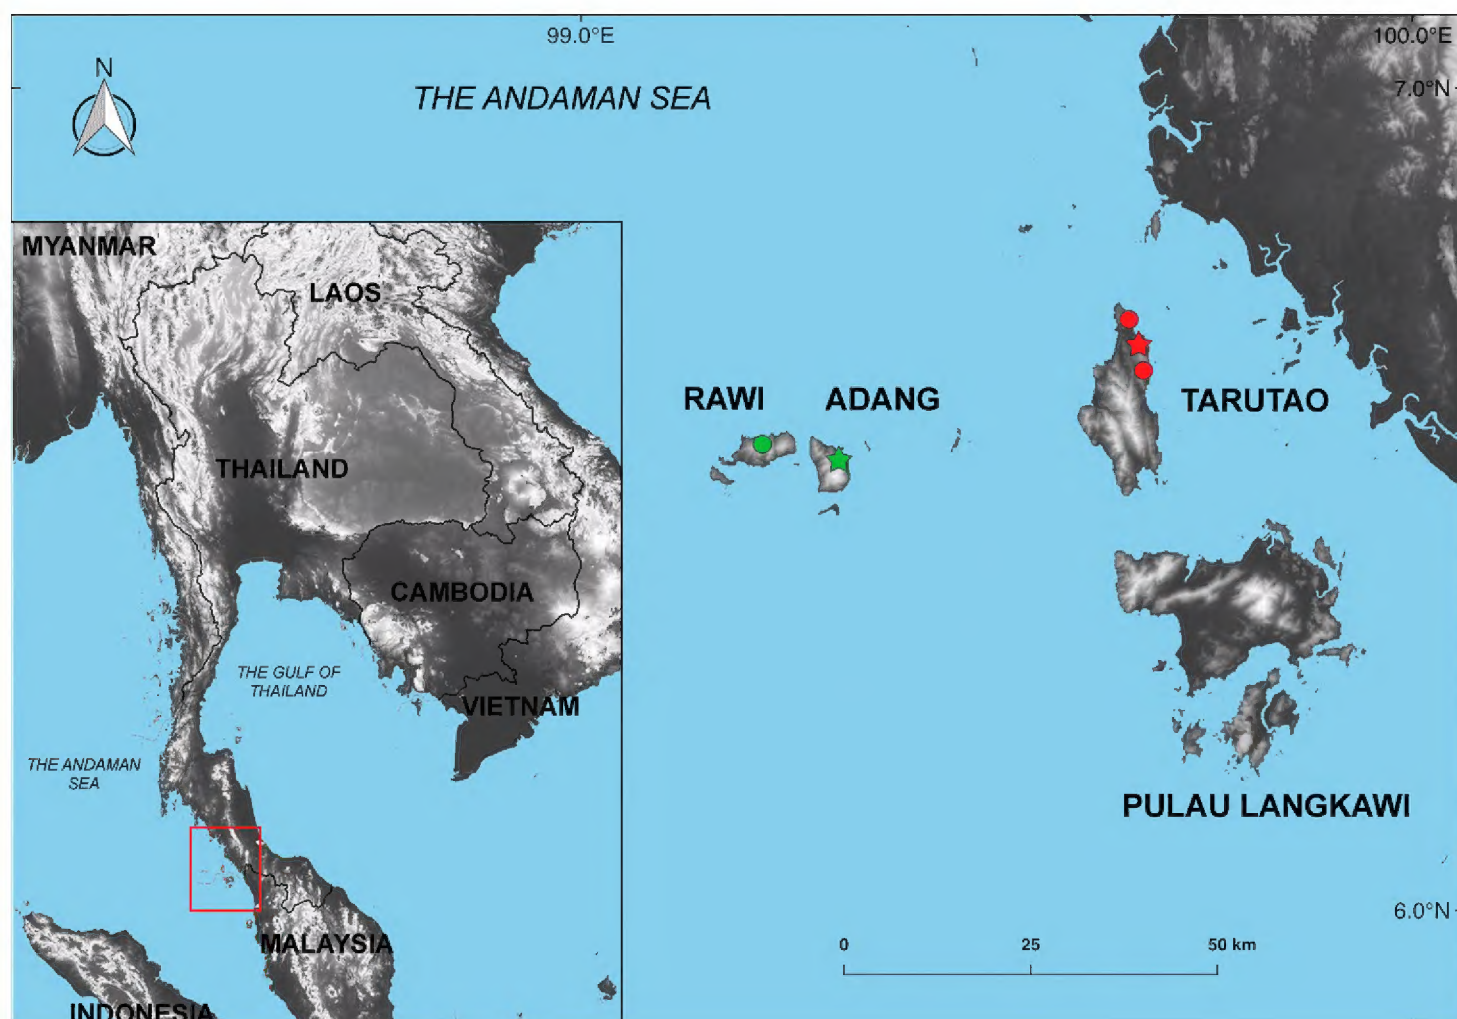 99.0°E
100.0°E
N
THE ANDAMAN SEA
7.0°N
MYANMAR
LAOS
THAILAND
CAMBODIA
THE GULF OF
THAILAND
VIETNAM
THE ANDAMAN
SEA
MALAYSIA
INDONESIA
RAWI
ADANG
TARUTAO
PULAU LANGKAWI
6.0°N
0
25
50 km